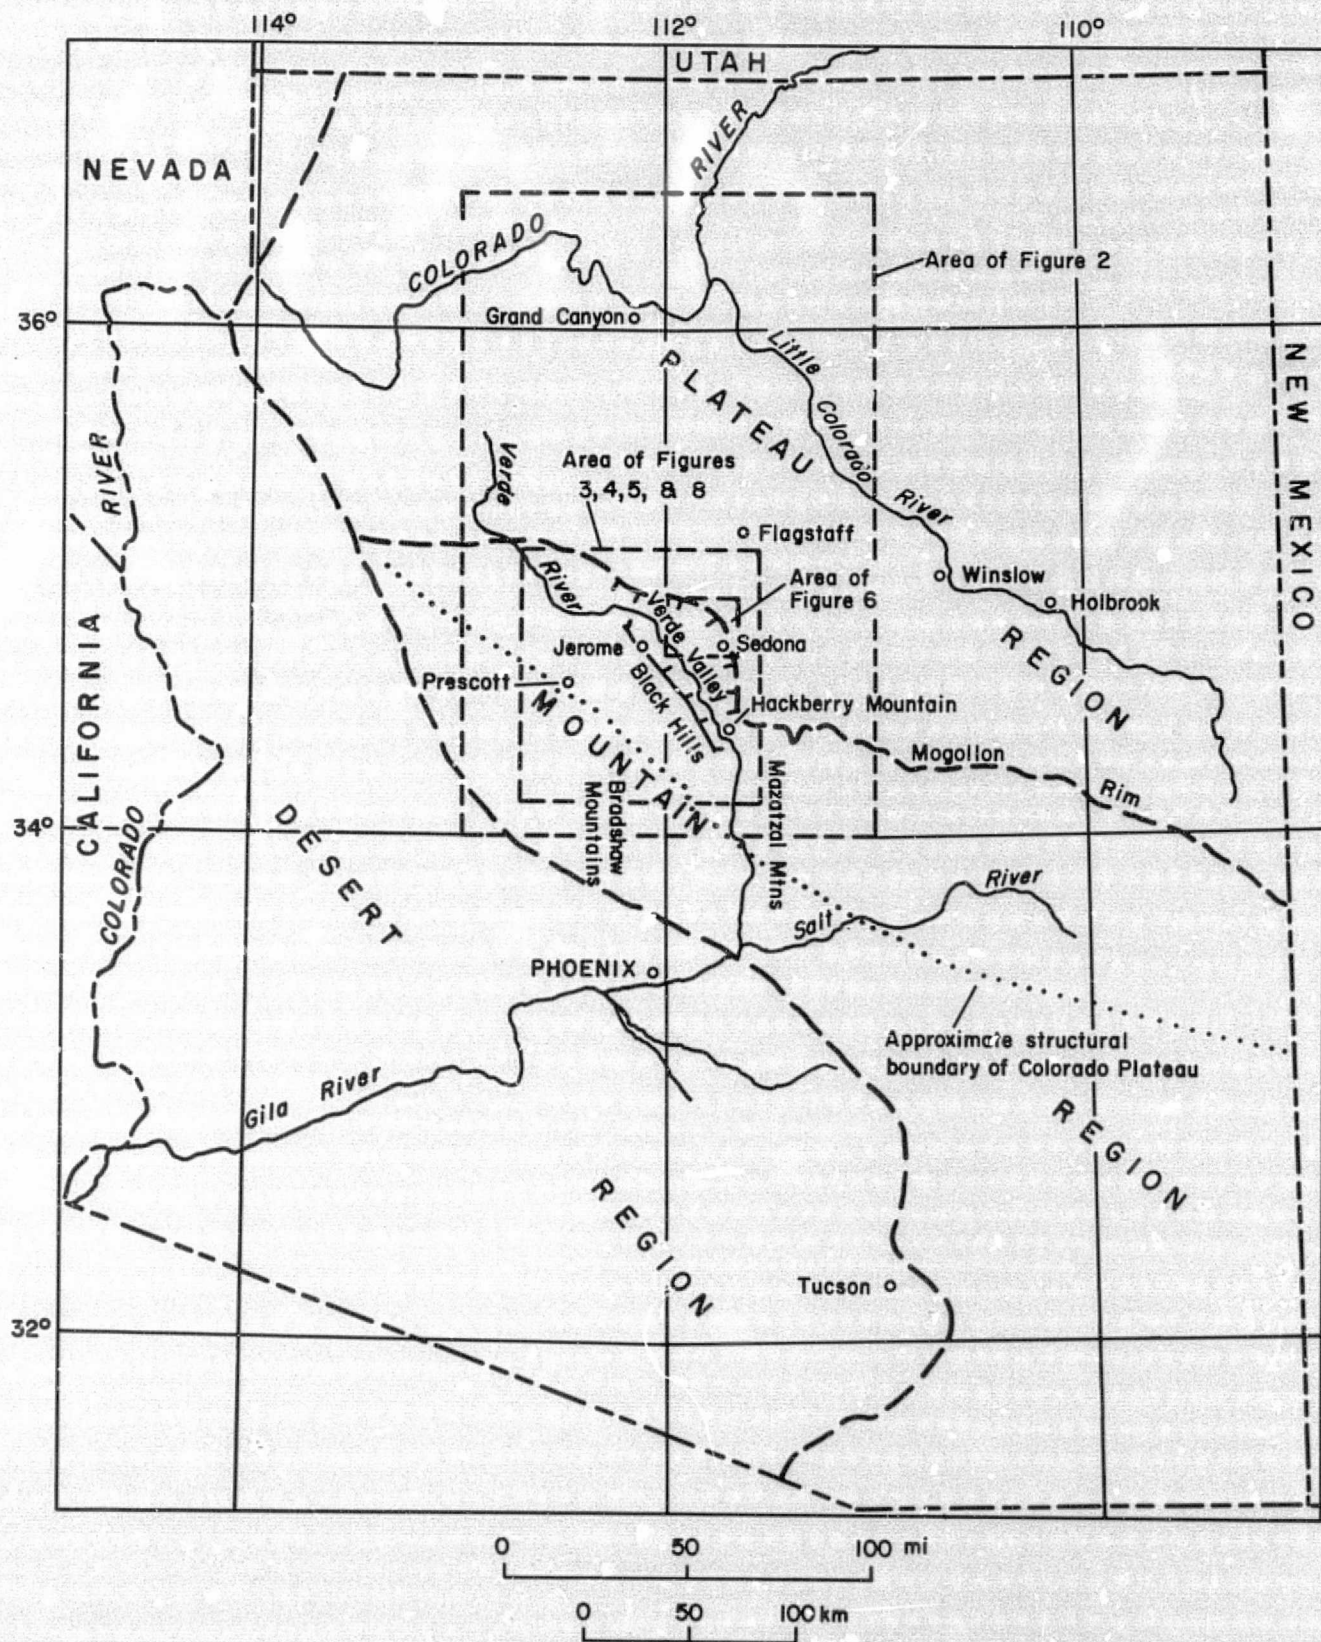 114° 112° 110°
UTAH
NEVADA
RIVER
COLORADO
Area of Figure 2
Grand Canyon
36°
Little
Colorado
River
PLATEAU
NEW MEXICO
RIVER
Verde
Area of Figures
3,4,5, & 8
Flagstaff
River
Area of
Figure 6
Winslow
Holbrook
Verde Valley
Jerome
Sedona
REGION
CALIFORNIA
Prescott
Black Hills
MOUNTAIN
Hackberry Mountain
Mogollon
Rim
Bradshaw
Mountains
Mazatzal Mtns
34°
COLORADO
DESERT
River
Salt
PHOENIX
Approximate structural
boundary of Colorado Plateau
Gila River
REGION
REGION
Tucson
32°
0 50 100 mi
0 50 100 km